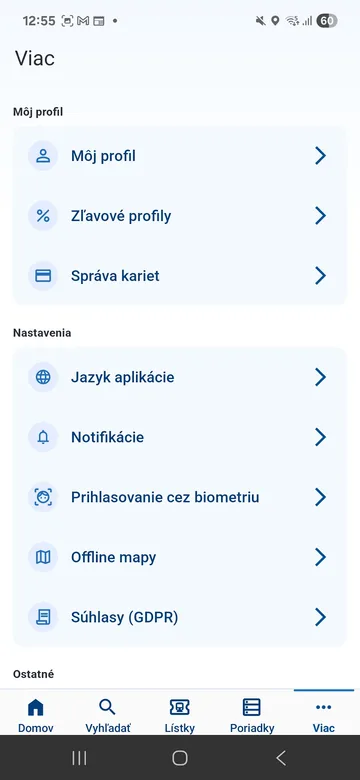 12:55
60
Viac
Môj profil
Môj profil
Zľavové profily
Správa kariet
Nastavenia
Jazyk aplikácie
Notifikácie
Prihlasovanie cez biometriu
Offline mapy
Súhlasy (GDPR)
Ostatné
Domov Vyhľadať Lístky Poriadky Viac